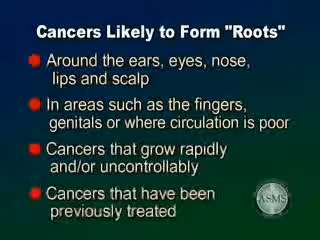 Cancers Likely to Form "Roots"
Around the ears, eyes, nose,
lips and scalp
In areas such as the fingers,
genitals or where circulation is poor
Cancers that grow rapidly
and/or uncontrollably
Cancers that have been
previously treated
ASMS